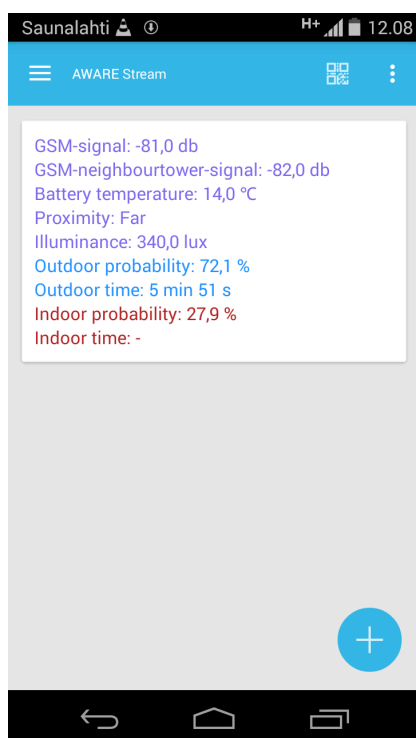 Saunalahti H+ 12.08
AWARE Stream
GSM-signal: -81,0 db
GSM-neighbourtower-signal: -82,0 db
Battery temperature: 14,0 ℃
Proximity: Far
Illuminance: 340,0 lux
Outdoor probability: 72,1 %
Outdoor time: 5 min 51 s
Indoor probability: 27,9 %
Indoor time: -